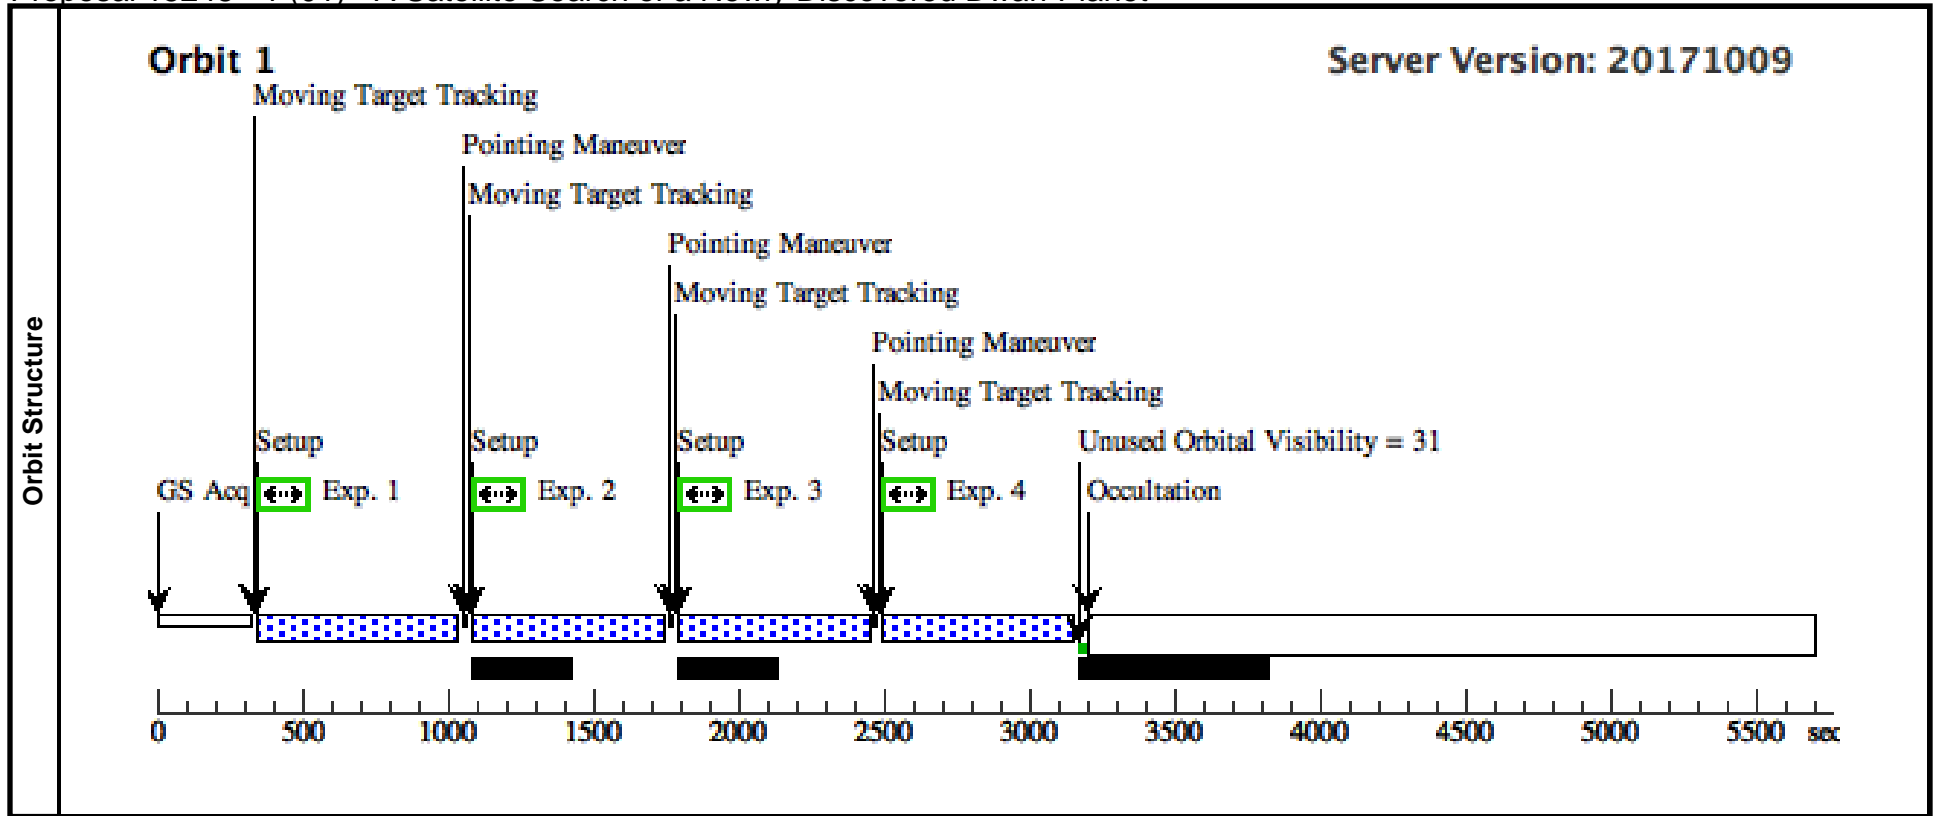 Orbit 1
Server Version: 20171009
Moving Target Tracking
Pointing Maneuver
Moving Target Tracking
Pointing Maneuver
Moving Target Tracking
Pointing Maneuver
Moving Target Tracking
Setup Setup Setup Setup Unused Orbital Visibility = 31
GS Acq Exp. 1 Exp. 2 Exp. 3 Exp. 4 Occultation
Orbit Structure
0 500 1000 1500 2000 2500 3000 3500 4000 4500 5000 5500 sec